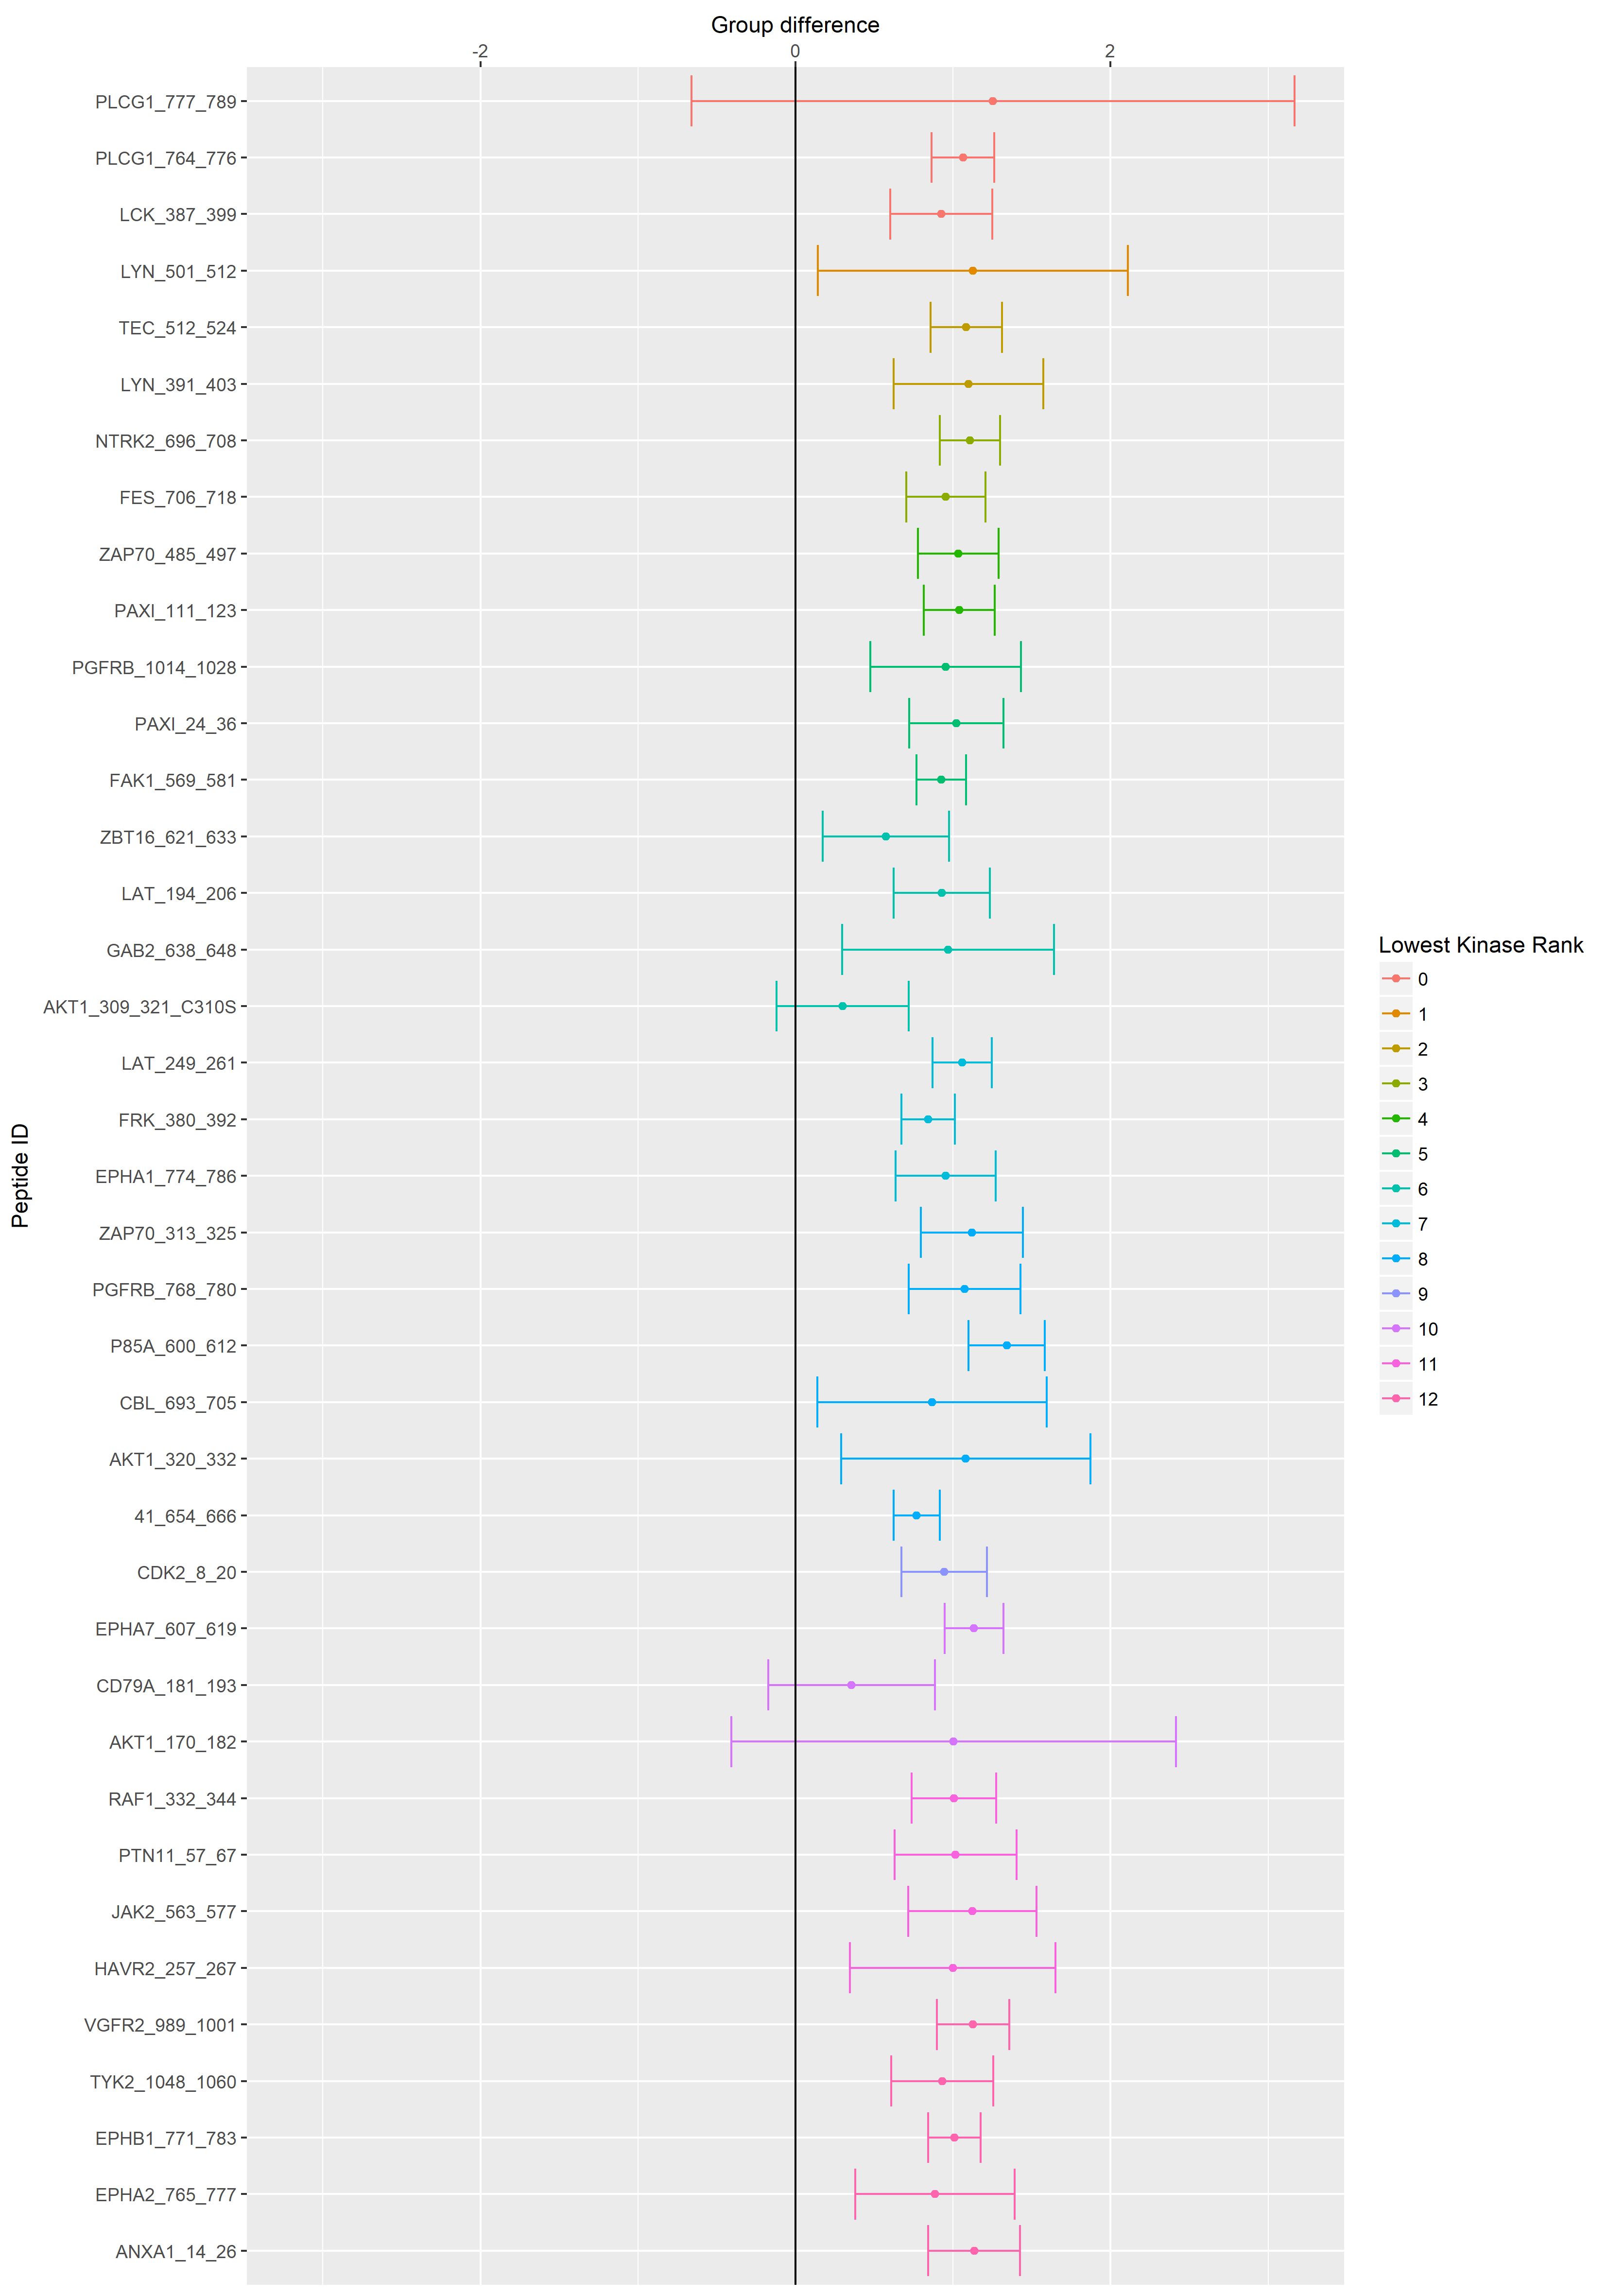 Group difference
-2 0 2
PLCG1_777_789
PLCG1_764_776
LCK_387_399
LYN_501_512
TEC_512_524
LYN_391_403
NTRK2_696_708
FES_706_718
ZAP70_485_497
PAXI_111_123
PGFRB_1014_1028
PAXI_24_36
FAK1_569_581
ZBT16_621_633
LAT_194_206
GAB2_638_648
AKT1_309_321_C310S
LAT_249_261
FRK_380_392
EPHA1_774_786
ZAP70_313_325
PGFRB_768_780
P85A_600_612
CBL_693_705
AKT1_320_332
41_654_666
CDK2_8_20
EPHA7_607_619
CD79A_181_193
AKT1_170_182
RAF1_332_344
PTN11_57_67
JAK2_563_577
HAVR2_257_267
VGFR2_989_1001
TYK2_1048_1060
EPHB1_771_783
EPHA2_765_777
ANXA1_14_26
Peptide ID
Lowest Kinase Rank
0
1
2
3
4
5
6
7
8
9
10
11
12